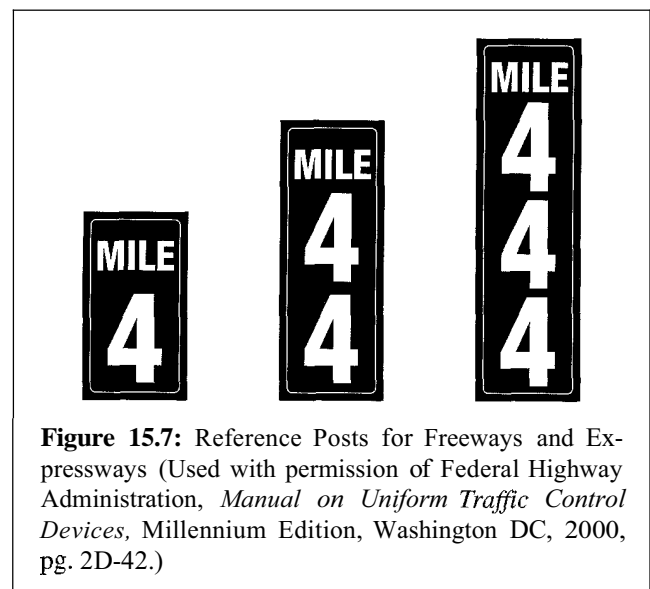 MILE
4
MILE
4
4
MILE
4
4
4
Figure 15.7: Reference Posts for Freeways and Ex-
pressways (Used with permission of Federal Highway
Administration, Manual on Uniform Traffic Control
Devices, Millennium Edition, Washington DC, 2000,
pg. 2D-42.)